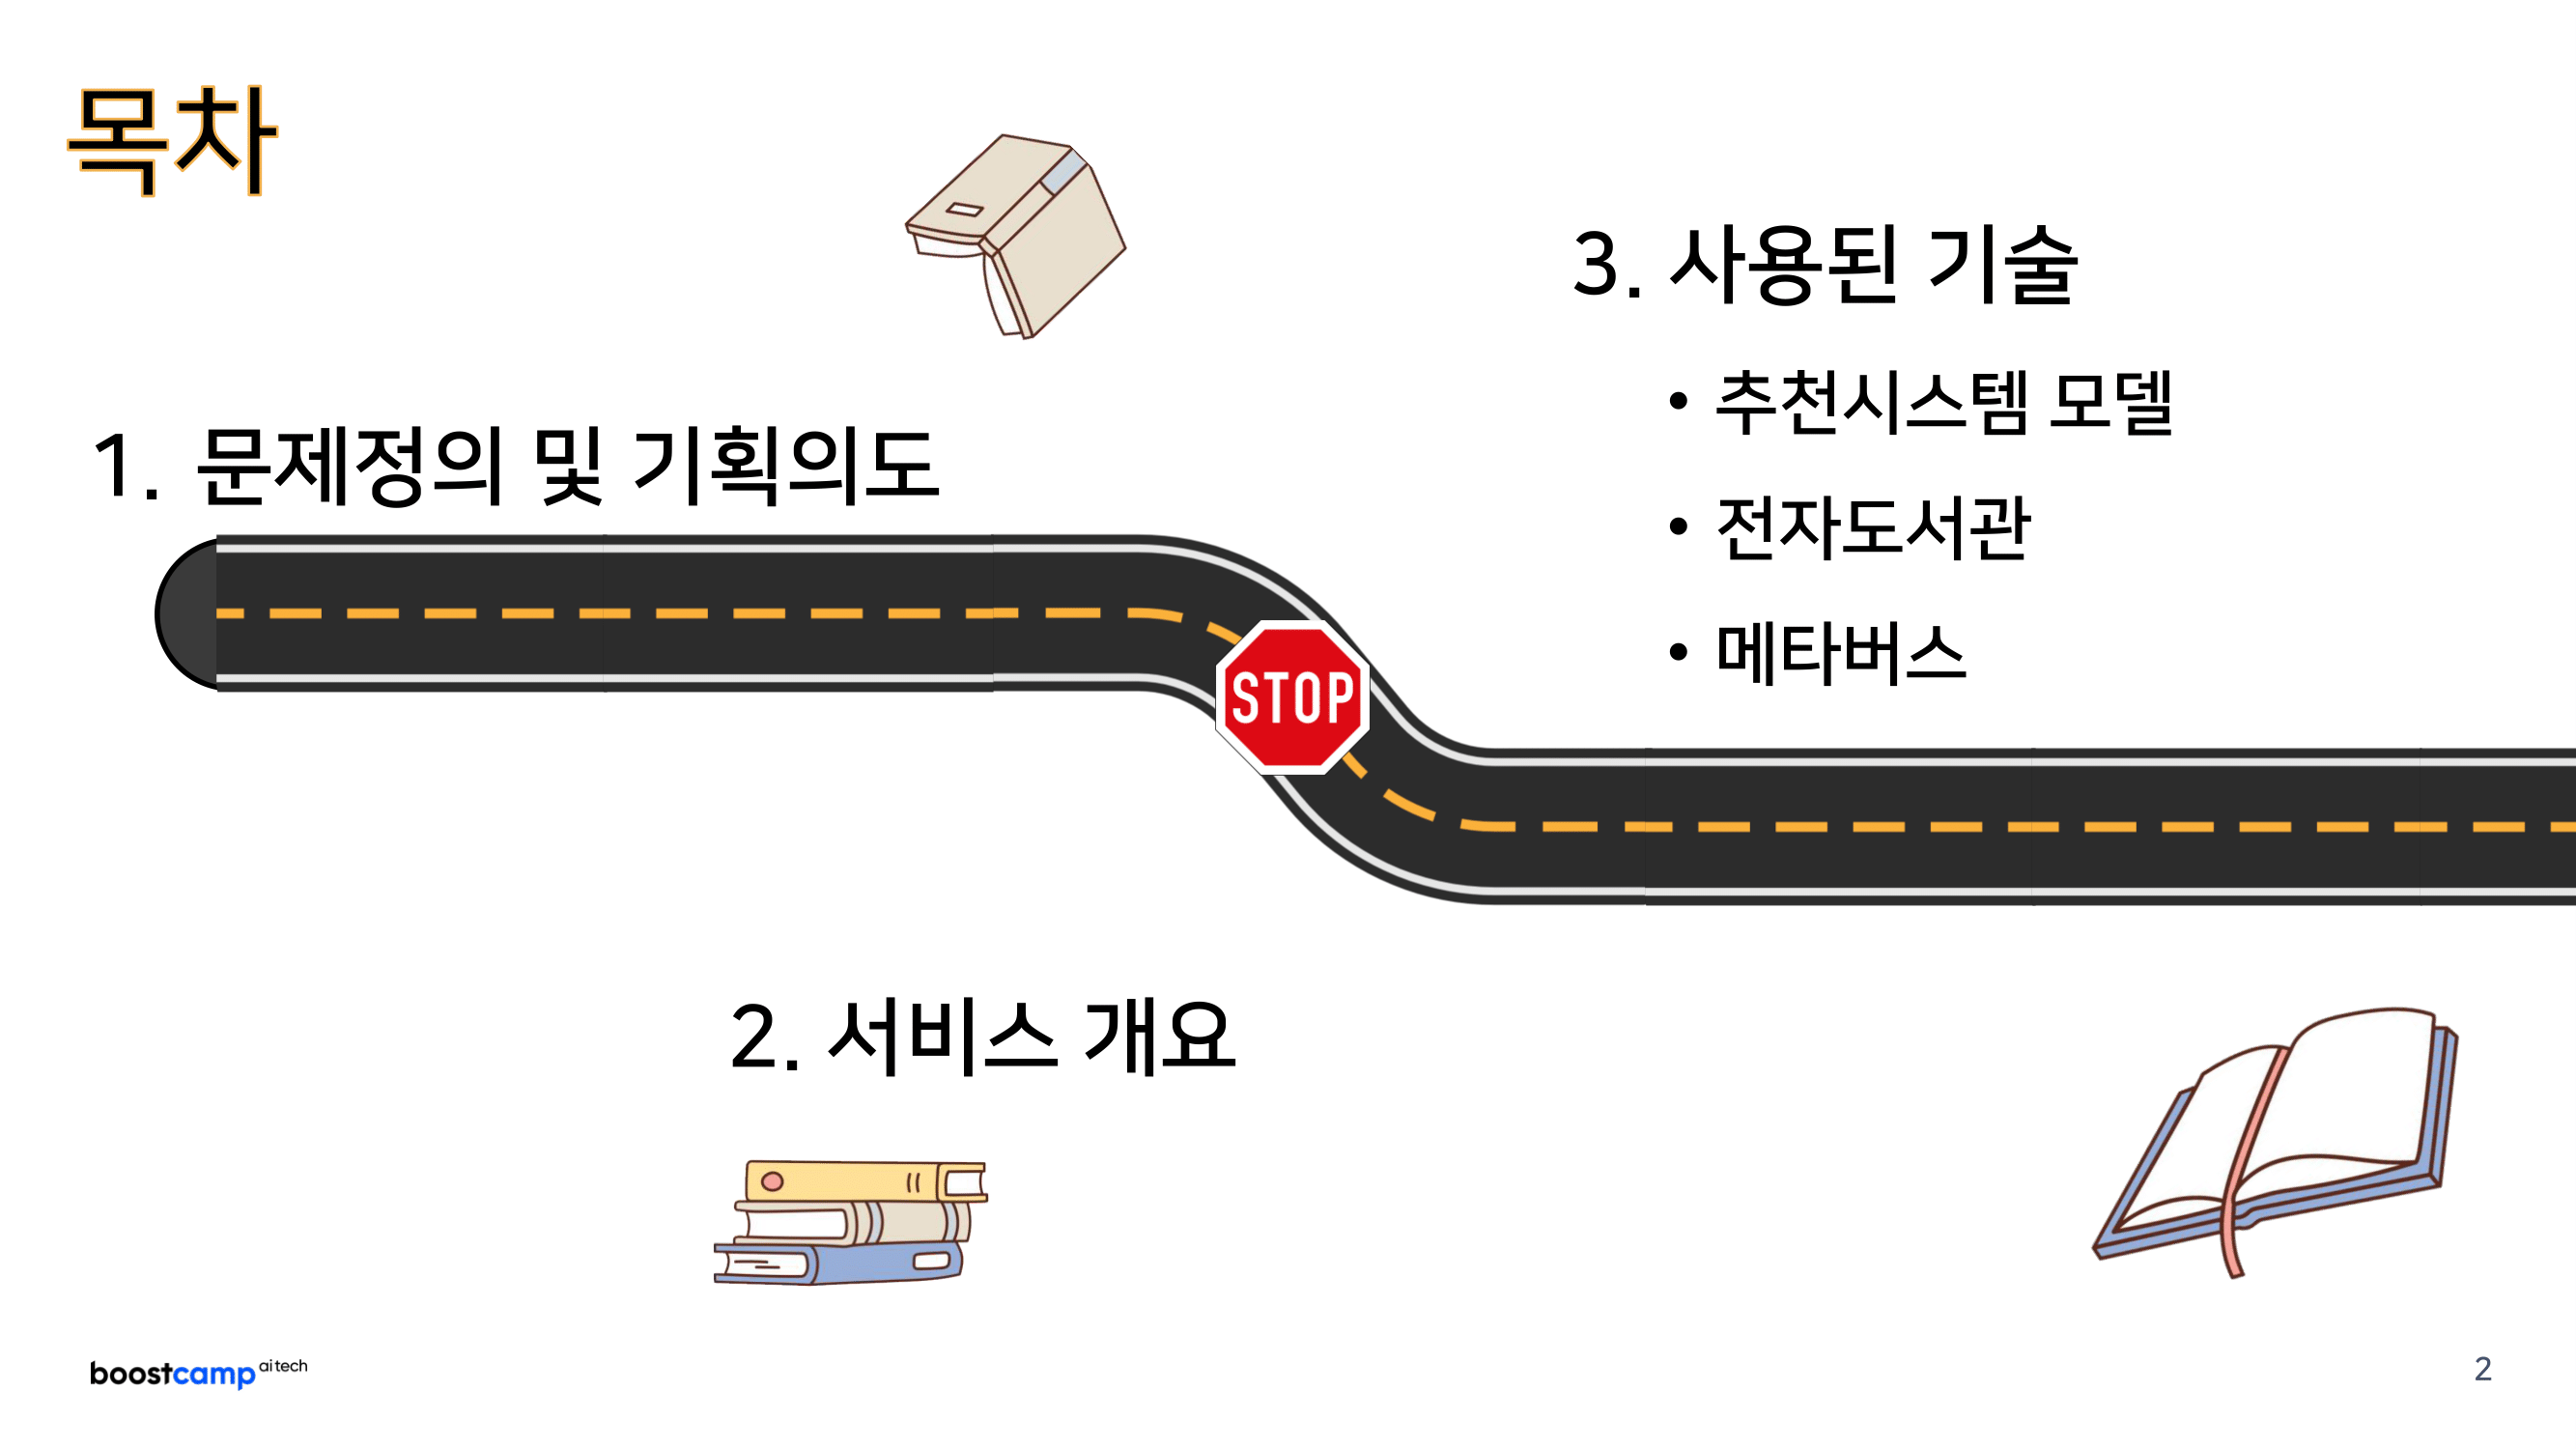 목차
1. 문제정의 및 기획의도
2. 서비스 개요
3. 사용된 기술
• 추천시스템 모델
• 전자도서관
• 메타버스
STOP
boostcamp ai tech
2